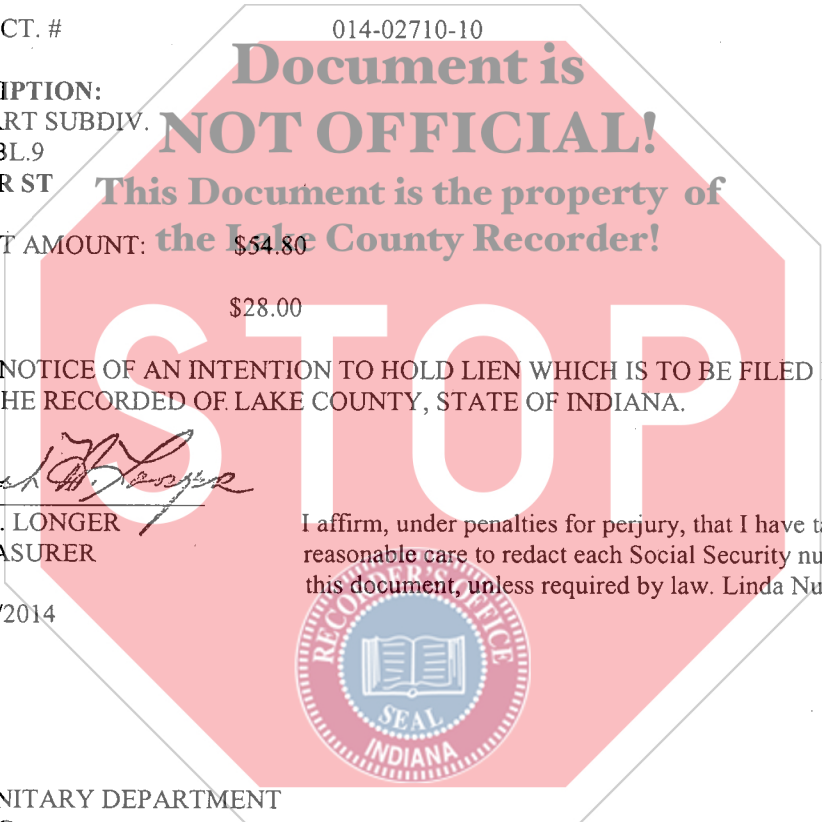 CT. # 014-02710-10
Document is
IPTION:
ART SUBDIV.
NOT OFFICIAL!
BL.9
R ST
This Document is the property of
T AMOUNT: $54.80
the Lake County Recorder!
$28.00
STOP
NOTICE OF AN INTENTION TO HOLD LIEN WHICH IS TO BE FILED
HE RECORDED OF LAKE COUNTY, STATE OF INDIANA.
. LONGER
ASURER
I affirm, under penalties for perjury, that I have ta
reasonable care to redact each Social Security nu
this document, unless required by law. Linda Nu
/2014
RECORDER'S OFFICE
SEAL
INDIANA
NITARY DEPARTMENT